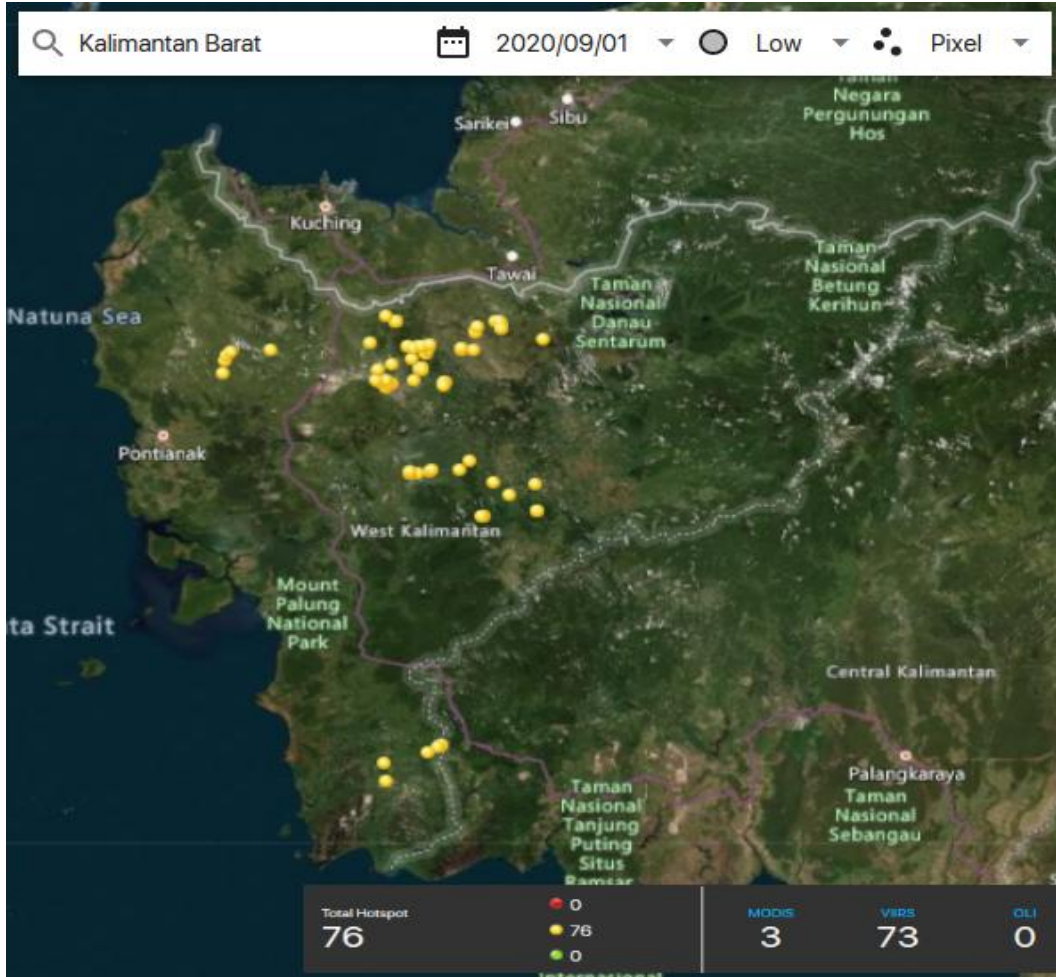 Kalimantan Barat 2020/09/01 Low Pixel
Negara
Pergunungan
Hos
Sibu
Sarikei
Kuching
Tawai
Taman
Nasional
Betung
Kerihun
Taman
Nasional
Danau
Sentarum
Natuna Sea
Pontianak
West Kalimantan
Mount
Palung
National
Park
ta Strait
Central Kalimantan
Palangkaraya
Taman
Nasional
Sebangau
Taman
Nasional
Tanjung
Puting
Situs
Ramsar
Total Hotspot
76
0
76
0
MODIS
3
VIIRS
73
OLI
0